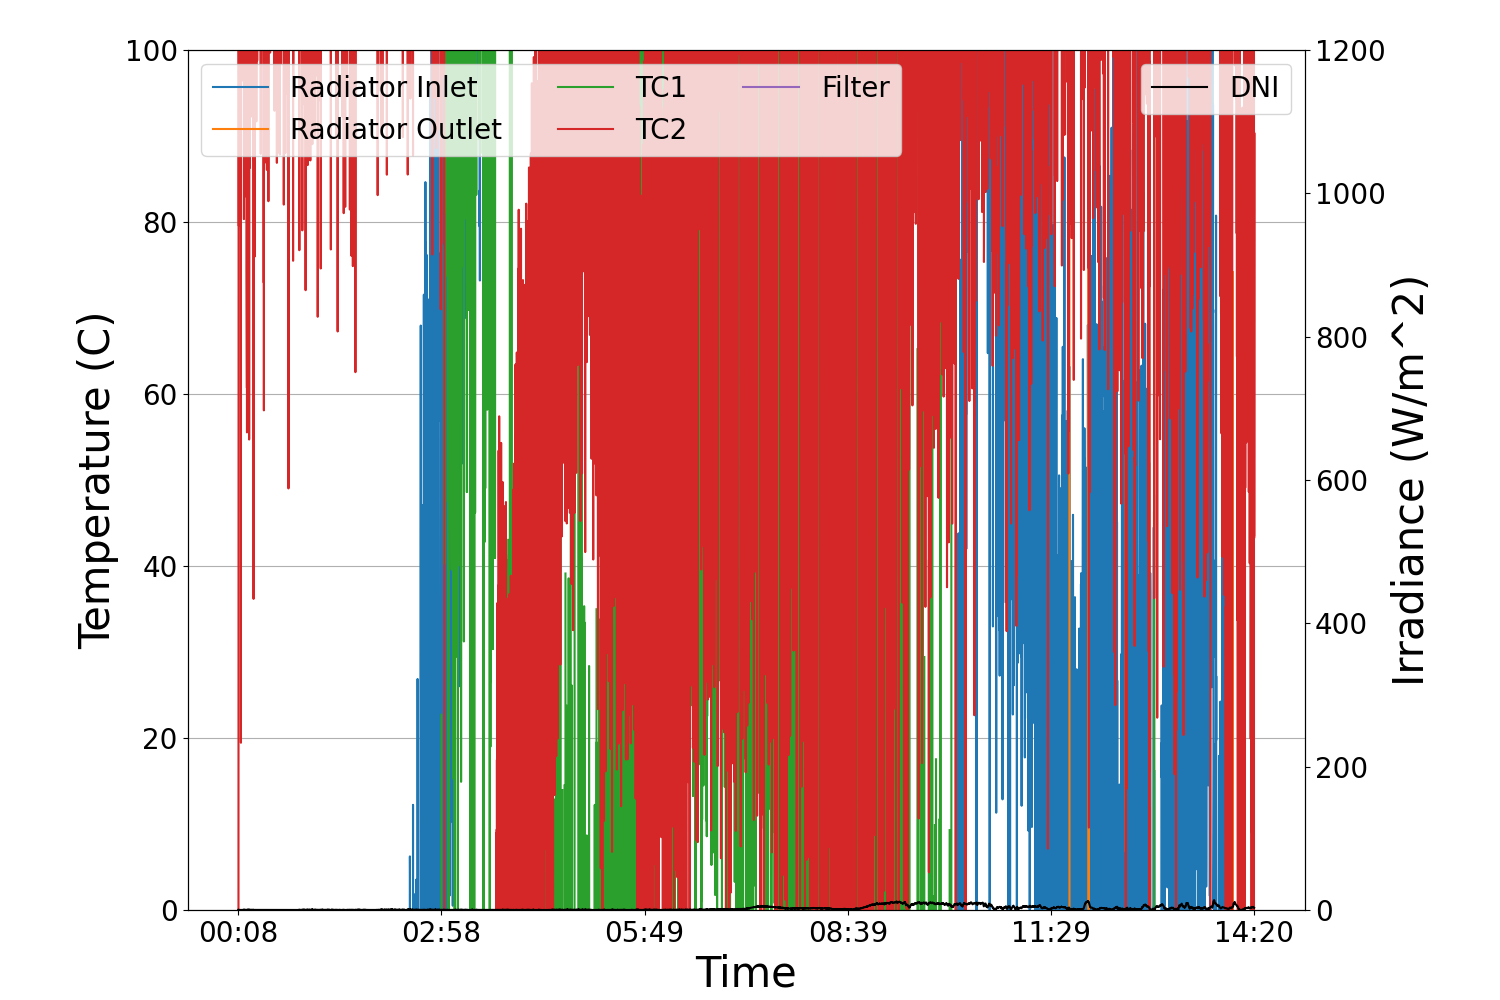 100
80
60
40
20
0
Temperature (C)
Radiator Inlet
Radiator Outlet
TC1
TC2
Filter
DNI
1200
1000
800
600
400
200
0
Irradiance (W/m^2)
00:08 02:58 05:49 08:39 11:29 14:20
Time